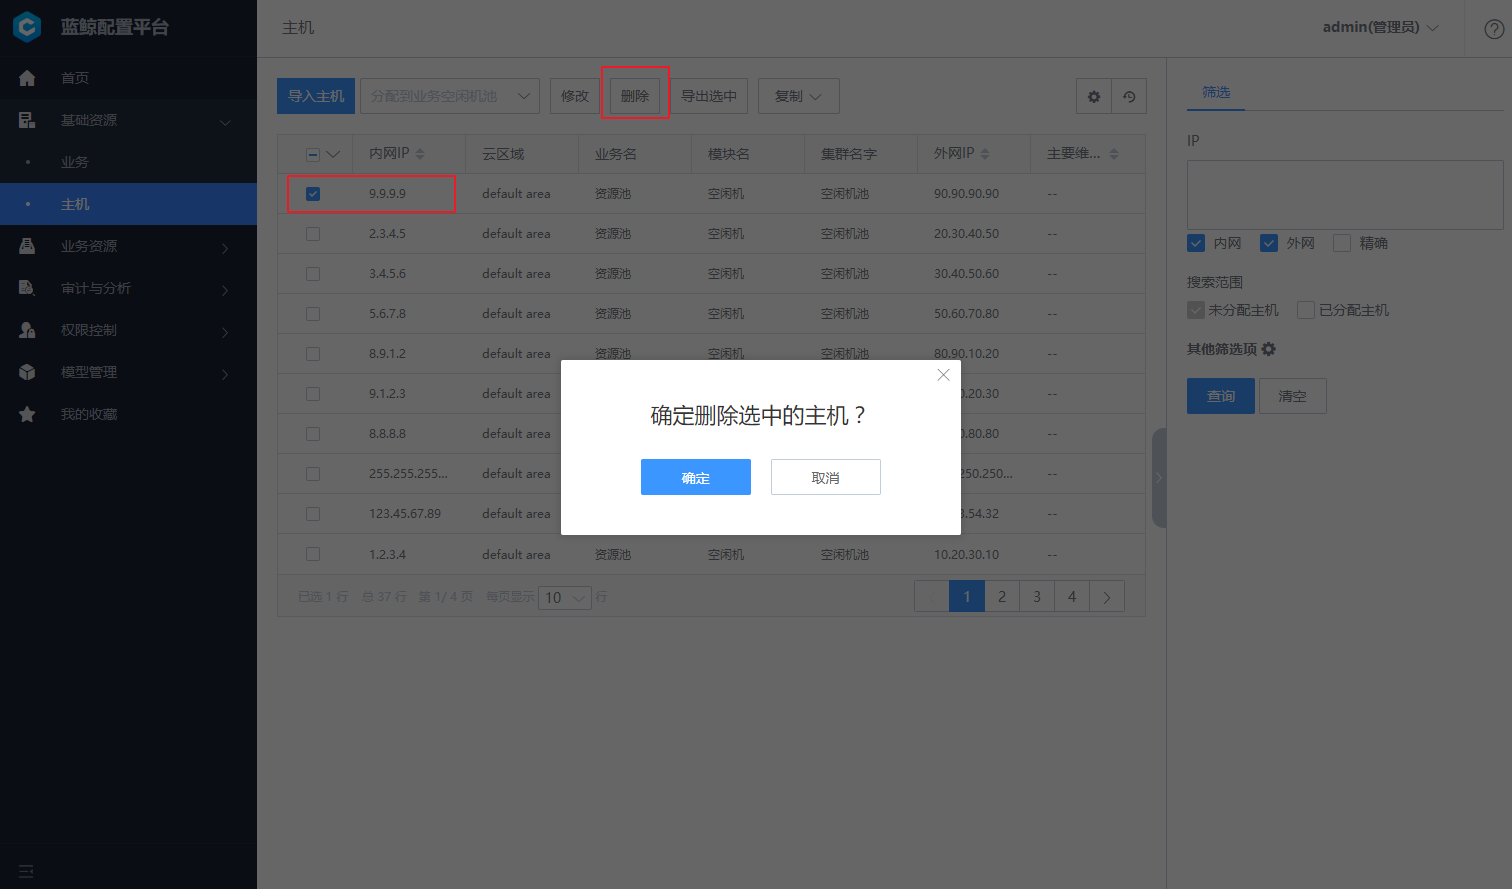 蓝鲸配置平台
主机
admin(管理员)
首页
基础资源
业务
主机
业务资源
审计与分析
权限控制
模型管理
我的收藏
导入主机 分配到业务空闲机池 修改 删除 导出选中 复制
内网IP 云区域 业务名 模块名 集群名字 外网IP 主要维...
9.9.9.9 default area 资源池 空闲机 空闲机池 90.90.90.90 --
2.3.4.5 default area 资源池 空闲机 空闲机池 20.30.40.50 --
3.4.5.6 default area 资源池 空闲机 空闲机池 30.40.50.60 --
5.6.7.8 default area 资源池 空闲机 空闲机池 50.60.70.80 --
8.9.1.2 default area 资源池 空闲机 空闲机池 80.90.10.20 --
9.1.2.3 default area 0.20.30 --
8.8.8.8 default area 0.80.80 --
255.255.255... default area 250.250... --
123.45.67.89 default area 3.54.32 --
1.2.3.4 default area 资源池 空闲机 空闲机池 10.20.30.10 --
已选 1 行 总 37 行 第 1/ 4 页 每页显示 10 行
1 2 3 4
确定删除选中的主机？
确定 取消
筛选
IP
内网 外网 精确
搜索范围
未分配主机 已分配主机
其他筛选项
查询 清空